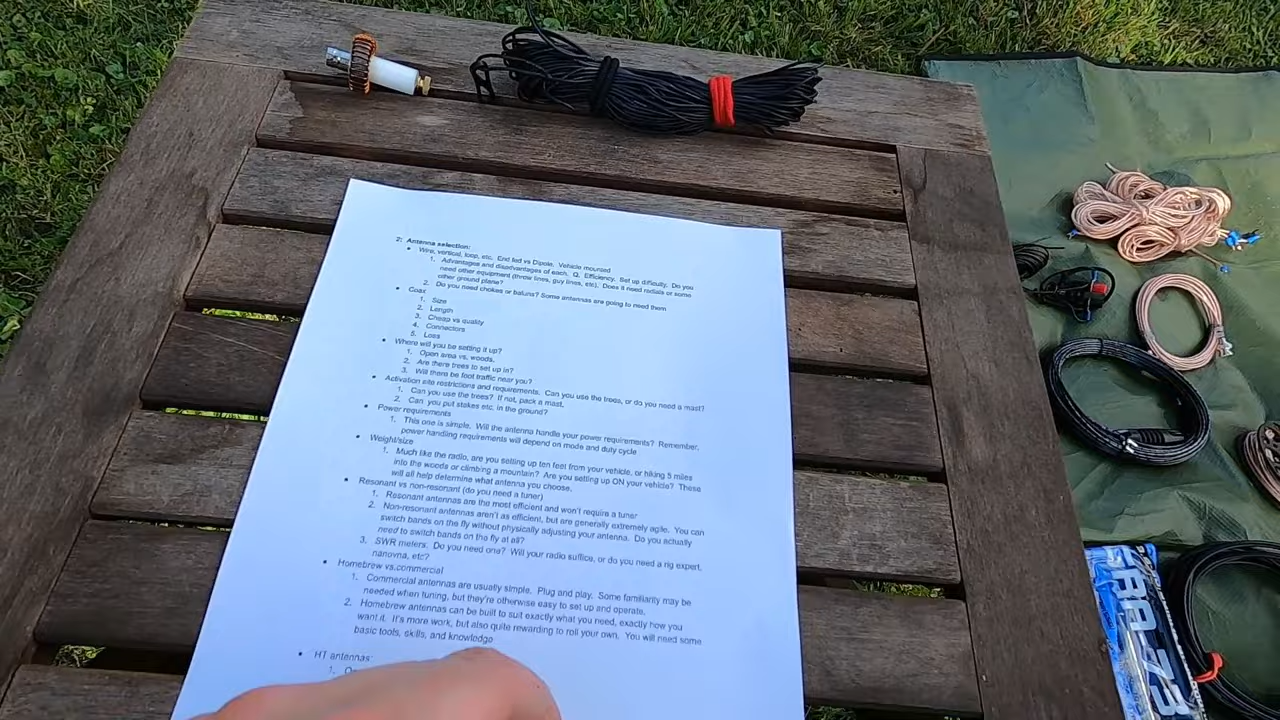 2: Antenna selection:
• Wire, vertical, loop, etc. End fed vs Dipole. Vehicle mounted
1. Advantages and disadvantages of each. Q. Efficiency. Set up difficulty. Do you
need other equipment (throw lines, guy lines, etc). Does it need radials or some
other ground plane?
2. Do you need chokes or baluns? Some antennas are going to need them
• Coax
1. Size
2. Length
3. Cheap vs quality
4. Connectors
5. Loss
• Where will you be setting it up?
1. Open area vs. woods.
2. Are there trees to set up in?
3. Will there be foot traffic near you?
• Activation site restrictions and requirements. Can you use the trees, or do you need a mast?
1. Can you use the trees? If not, pack a mast.
2. Can you put stakes etc. in the ground?
• Power requirements
1. This one is simple. Will the antenna handle your power requirements? Remember,
power handling requirements will depend on mode and duty cycle
• Weight/size
1. Much like the radio, are you setting up ten feet from your vehicle, or hiking 5 miles
into the woods or climbing a mountain? Are you setting up ON your vehicle? These
will all help determine what antenna you choose.
• Resonant vs non-resonant (do you need a tuner)
1. Resonant antennas are the most efficient and won't require a tuner
2. Non-resonant antennas aren't as efficient, but are generally extremely agile. You can
switch bands on the fly without physically adjusting your antenna. Do you actually
need to switch bands on the fly at all?
3. SWR meters. Do you need one? Will your radio suffice, or do you need a rig expert,
nanovna, etc?
• Homebrew vs.commercial
1. Commercial antennas are usually simple. Plug and play. Some familiarity may be
needed when tuning, but they're otherwise easy to set up and operate.
2. Homebrew antennas can be built to suit exactly what you need, exactly how you
want it. It's more work, but also quite rewarding to roll your own. You will need some
basic tools, skills, and knowledge
• HT antennas:
1.
73